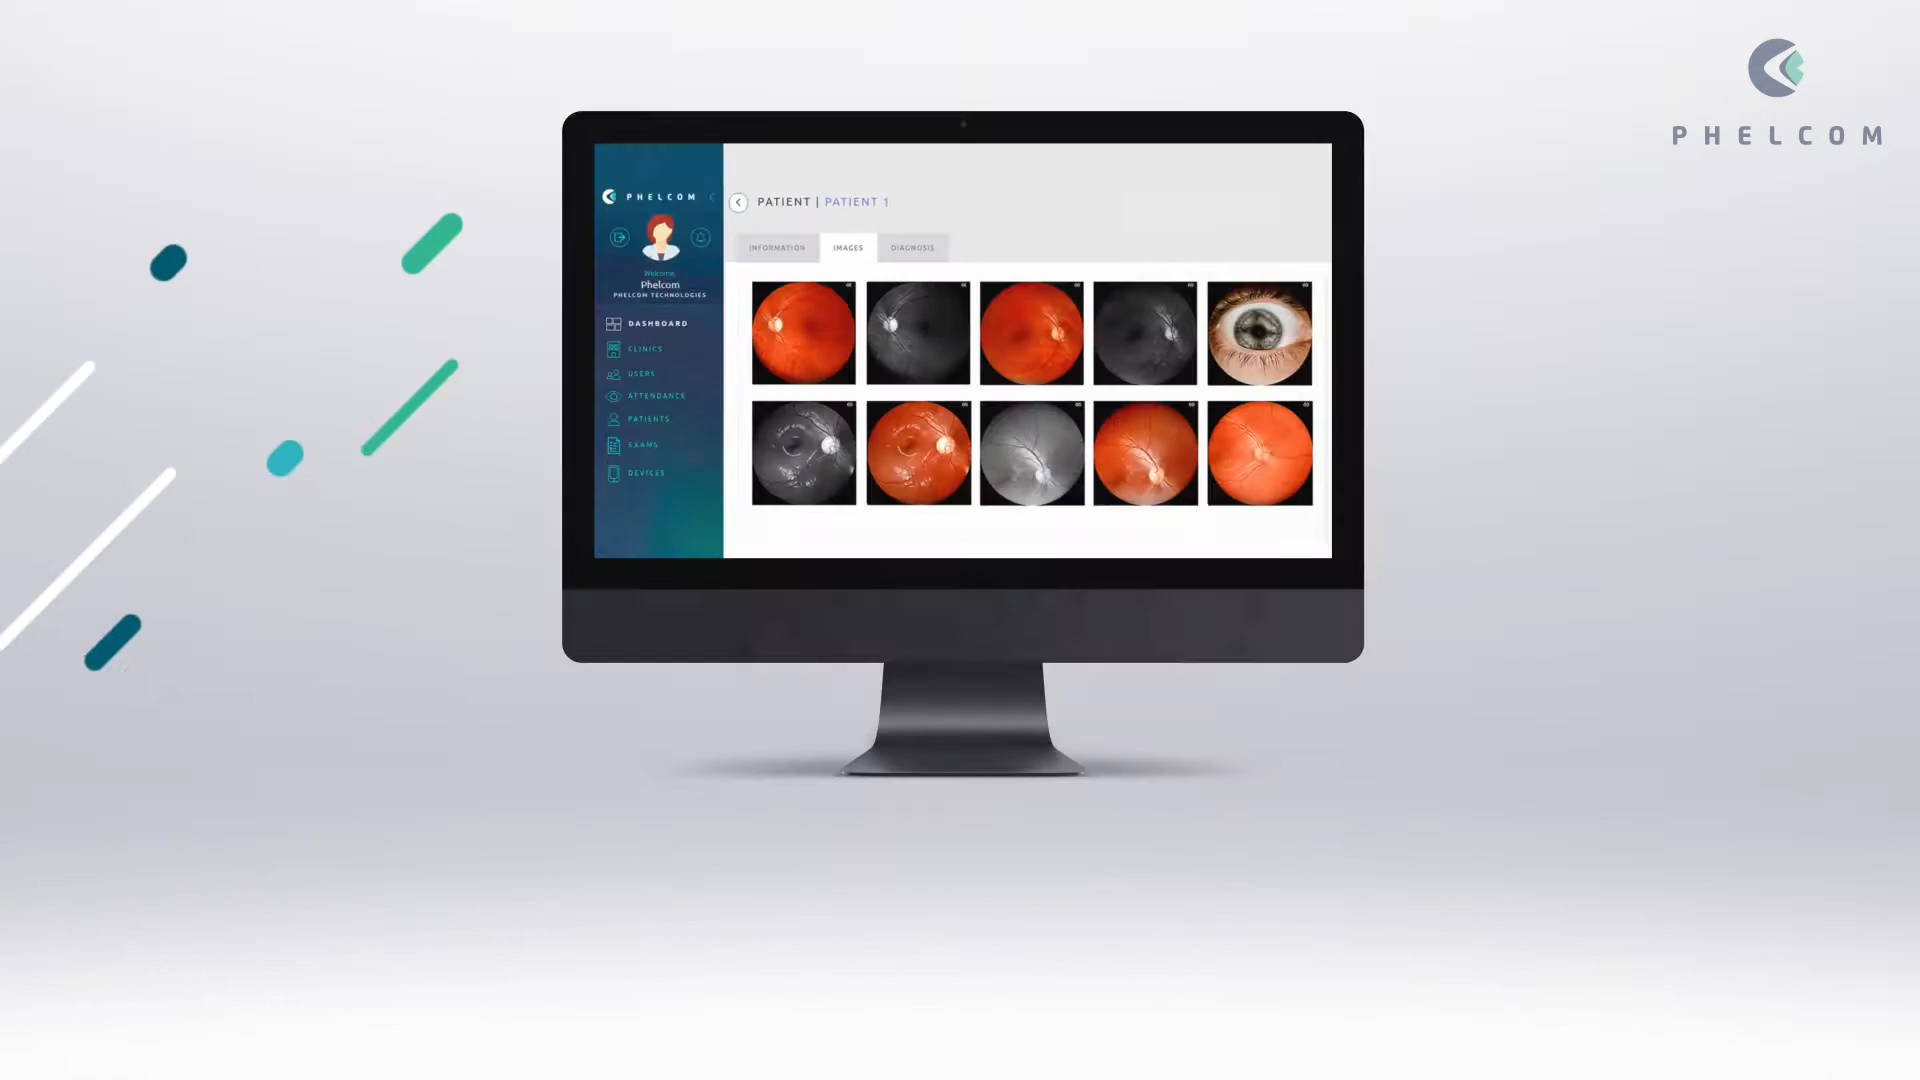 PHELCOM
PHELCOM
PATIENT | PATIENT 1
INFORMATION
IMAGES
DIAGNOSIS
Welcome,
Phelcom
PHELCOM TECHNOLOGIES
DASHBOARD
CLINICS
USERS
ATTENDANCE
PATIENTS
EXAMS
DEVICES